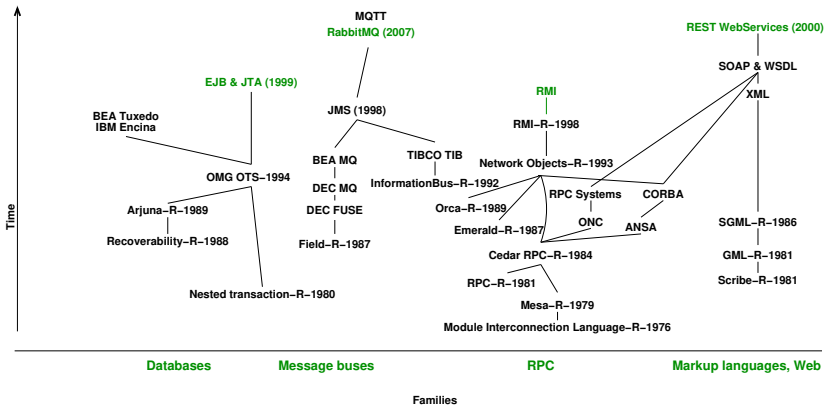 MQTT
RabbitMQ (2007)
REST WebServices (2000)
SOAP & WSDL
EJB & JTA (1999)
RMI
XML
BEA Tuxedo
IBM Encina
JMS (1998)
RMI−R−1998
BEA MQ
TIBCO TIB
Network Objects−R−1993
OMG OTS−1994
DEC MQ
InformationBus−R−1992
RPC Systems
CORBA
Arjuna−R−1989
DEC FUSE
Orca−R−1989
ONC
ANSA
SGML−R−1986
Emerald−R−1987
Recoverability−R−1988
Field−R−1987
Cedar RPC−R−1984
GML−R−1981
RPC−R−1981
Scribe−R−1981
Nested transaction−R−1980
Mesa−R−1979
Module Interconnection Language−R−1976
Time
Databases
Message buses
RPC
Markup languages, Web
Families